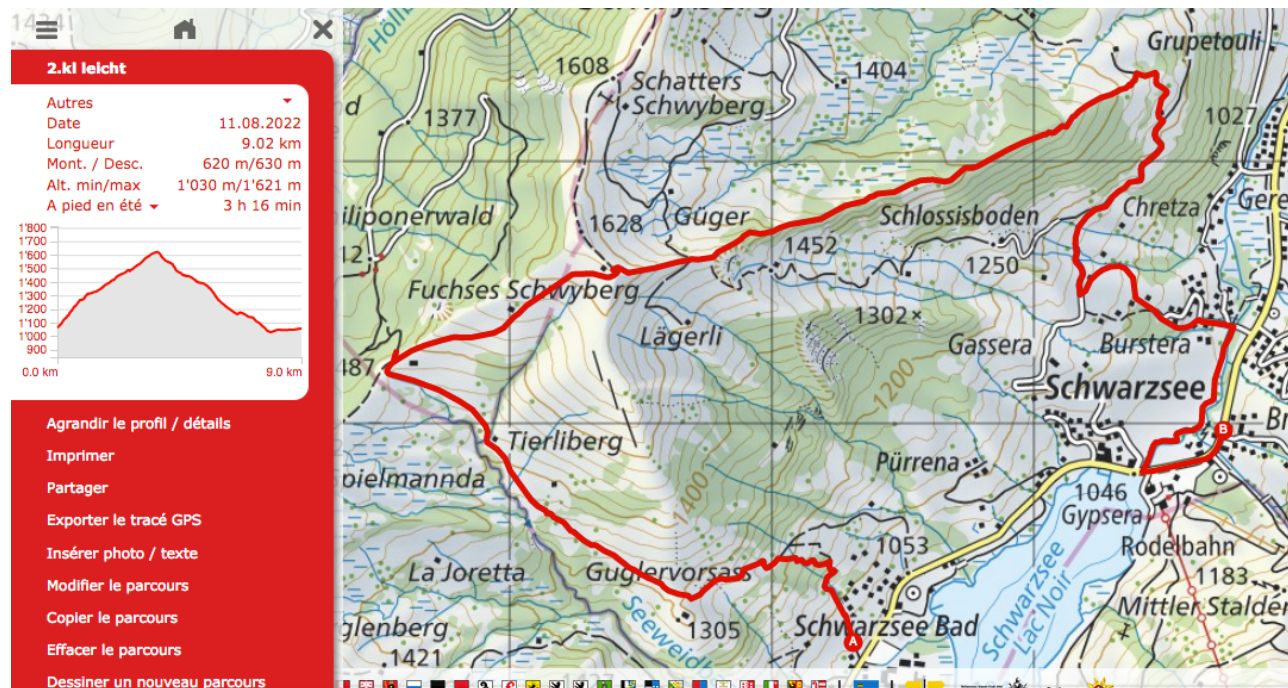 2.kl leicht
Autres
Date 11.08.2022
Longueur 9.02 km
Mont. / Desc. 620 m/630 m
Alt. min/max 1'030 m/1'621 m
A pied en été 3 h 16 min
1'800
1'700
1'600
1'500
1'400
1'300
1'200
1'100
1'000
900
0.0 km 9.0 km
Agrandir le profil / détails
Imprimer
Partager
Exporter le tracé GPS
Insérer photo / texte
Modifier le parcours
Copier le parcours
Effacer le parcours
Dessiner un nouveau parcours
Grupetouli
1608
Schatters
Schwyberg
1404
1377
1027
1628
Güger
Schlossisboden
Chretza
1452
1250
Fuchses Schwyberg
Lägerli
1302
Gassera
Burstera
1200
Schwarzsee
B
Tierliberg
Pürrena
1400
1046
Gypsera
1053
Rodelbahn
La Joretta
Guglervorsass
1183
Schwarzsee
Lac Noir
Mittler Stalde
1305
Schwarzsee Bad
A
1421